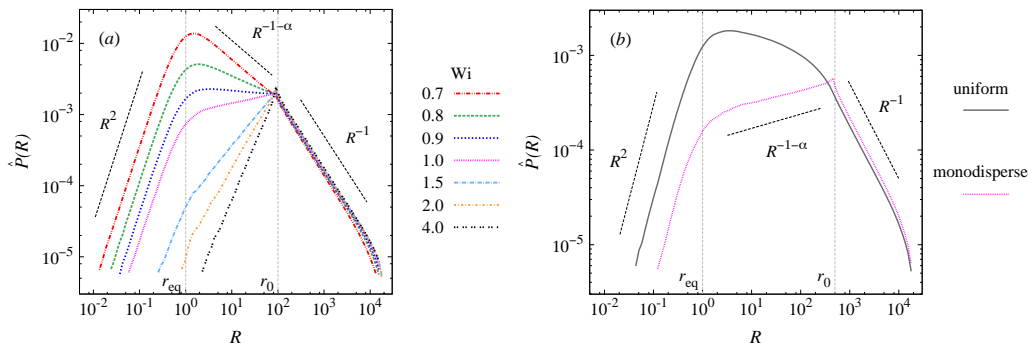 (a)
R^{-1-α}
R^2
R^{-1}
r_eq
r_0
10^{-2}
10^{-3}
10^{-4}
10^{-5}
P̂(R)
10^{-2} 10^{-1} 10^0 10^1 10^2 10^3 10^4
R
Wi
0.7
0.8
0.9
1.0
1.5
2.0
4.0
(b)
R^2
R^{-1-α}
R^{-1}
r_eq
r_0
10^{-3}
10^{-4}
10^{-5}
P̂(R)
10^{-2} 10^{-1} 10^0 10^1 10^2 10^3 10^4
R
uniform
monodisperse